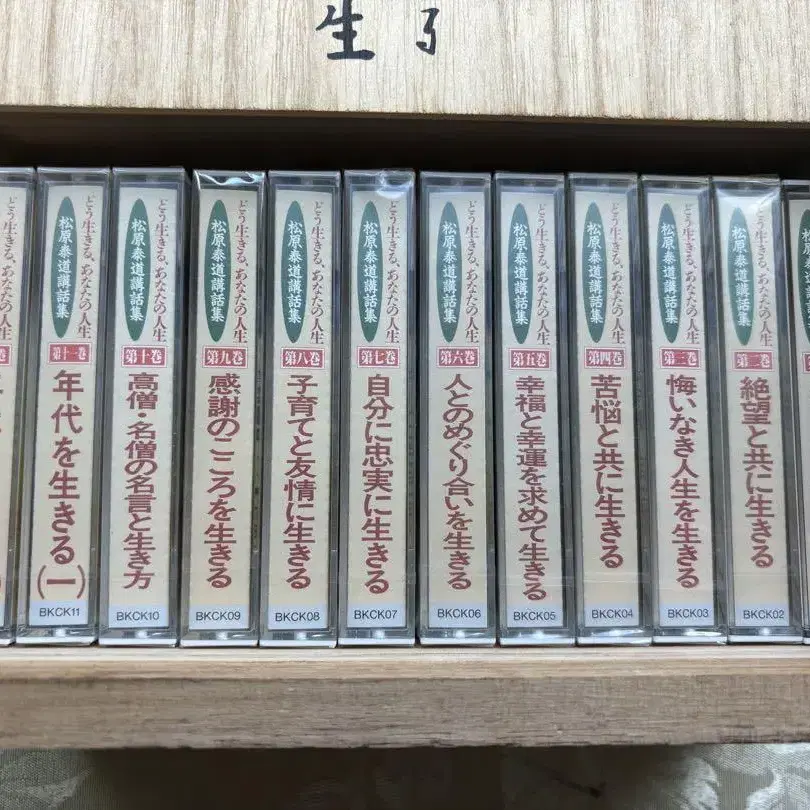 生
どう生きる、あなたの人生
松原泰道講話集
第二巻
絶望と共に生きる
BKCK02
どう生きる、あなたの人生
松原泰道講話集
第三巻
悔いなき人生を生きる
BKCK03
どう生きる、あなたの人生
松原泰道講話集
第四巻
苦悩と共に生きる
BKCK04
どう生きる、あなたの人生
松原泰道講話集
第五巻
幸福と幸運を求めて生きる
BKCK05
どう生きる、あなたの人生
松原泰道講話集
第六巻
人とのめぐり合いを生きる
BKCK06
どう生きる、あなたの人生
松原泰道講話集
第七巻
自分に忠実に生きる
BKCK07
どう生きる、あなたの人生
松原泰道講話集
第八巻
子育てと友情に生きる
BKCK08
どう生きる、あなたの人生
松原泰道講話集
第九巻
感謝のこころを生きる
BKCK09
どう生きる、あなたの人生
松原泰道講話集
第十巻
高僧・名僧の名言と生き方
BKCK10
どう生きる、あなたの人生
松原泰道講話集
第十一巻
年代を生きる(一)
BKCK11